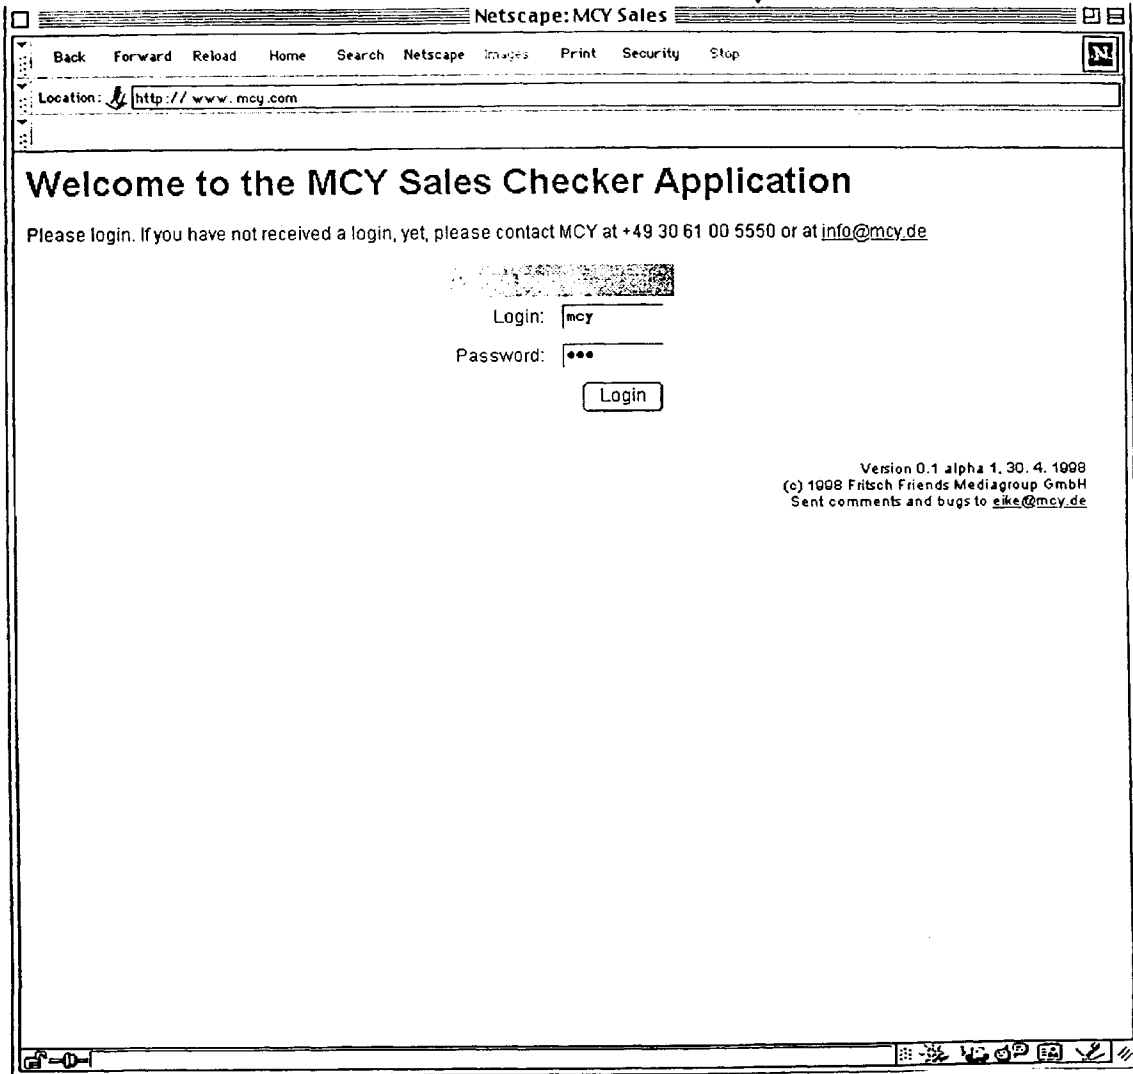 Netscape: MCY Sales
Back Forward Reload Home Search Netscape Images Print Security Stop
N
Location: http://www.mcy.com
Welcome to the MCY Sales Checker Application
Please login. If you have not received a login, yet, please contact MCY at +49 30 61 00 5550 or at info@mcy.de
Login: mcy
Password: •••
Login
Version 0.1 alpha 1, 30. 4. 1998
(c) 1998 Fritsch Friends Mediagroup GmbH
Sent comments and bugs to eike@mcy.de